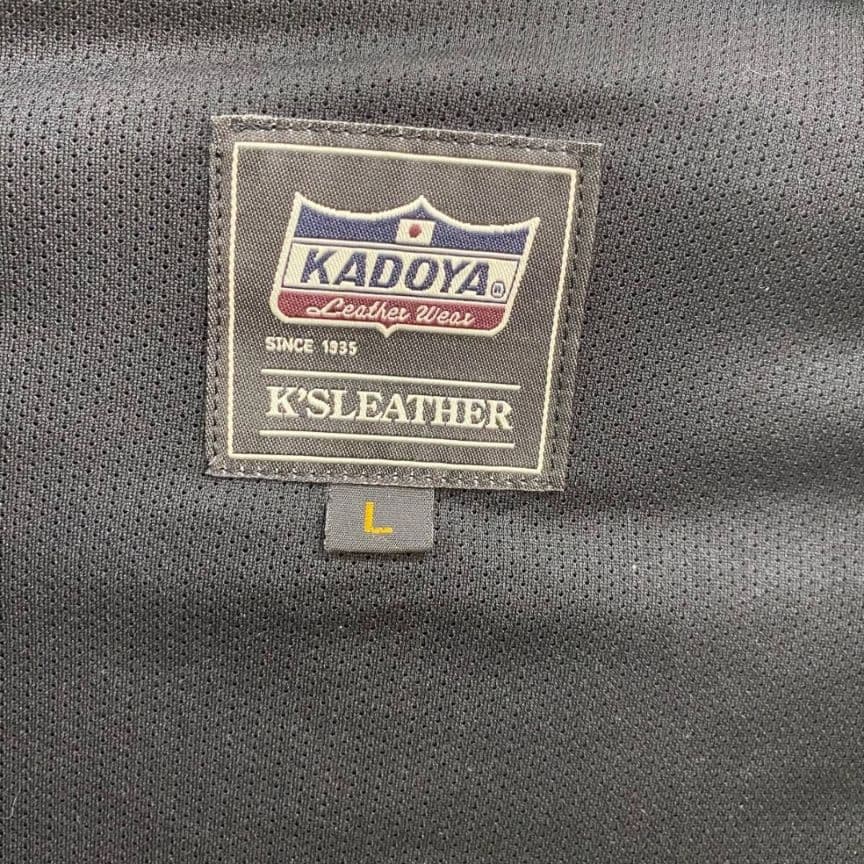 KADOYA®
Leather Wear
SINCE 1935
K'SLEATHER
L